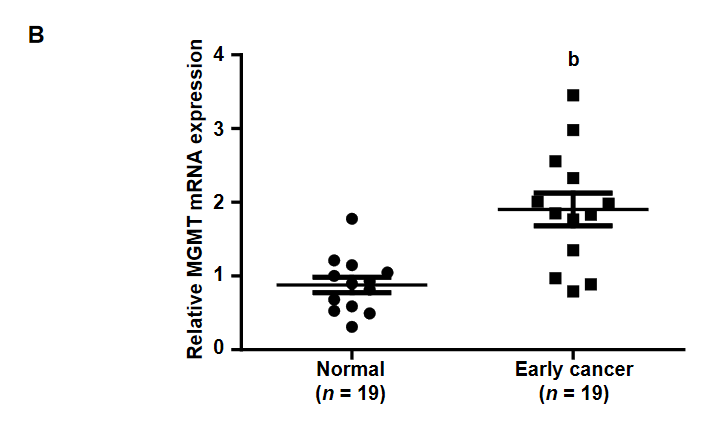 B
Relative MGMT mRNA expression
4
3
2
1
0
b
Normal
(n = 19)
Early cancer
(n = 19)